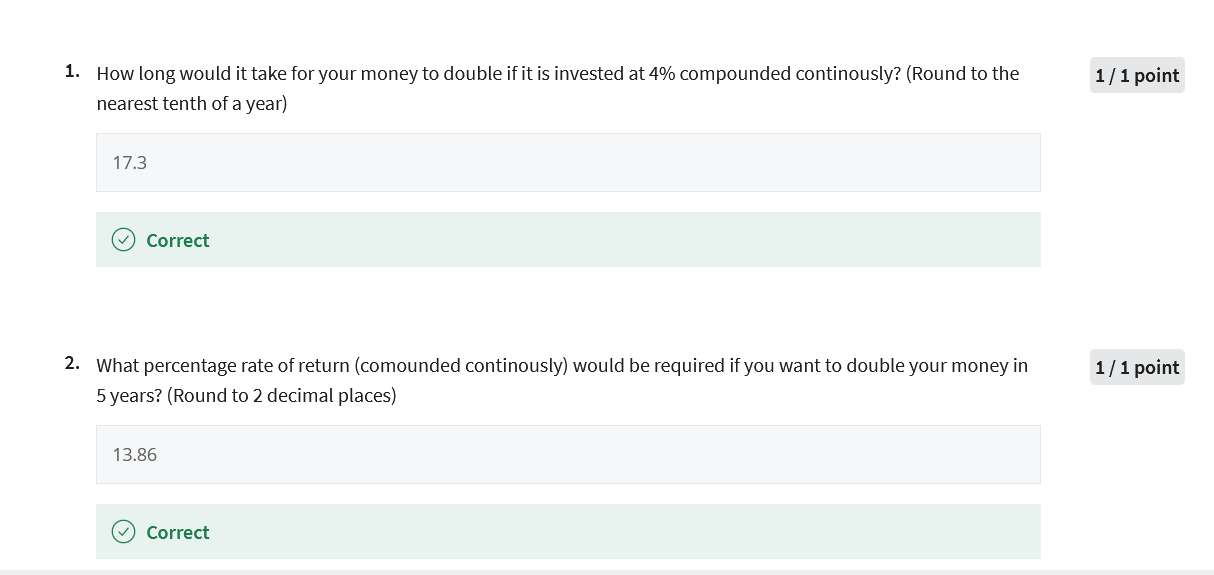 1. How long would it take for your money to double if it is invested at 4% compounded continously? (Round to the
nearest tenth of a year)
1 / 1 point
17.3
Correct
2. What percentage rate of return (comounded continously) would be required if you want to double your money in
5 years? (Round to 2 decimal places)
1 / 1 point
13.86
Correct